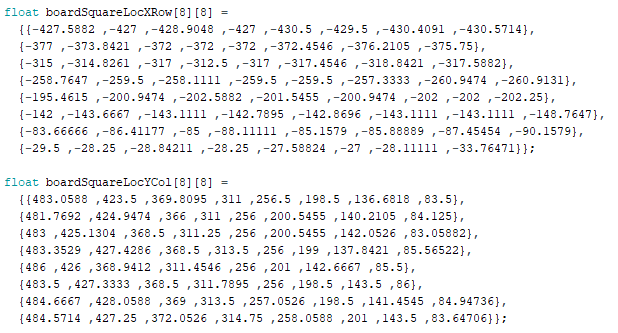 float boardSquareLocXRow[8][8] =
{{-427.5882 ,-427 ,-428.9048 ,-427 ,-430.5 ,-429.5 ,-430.4091 ,-430.5714},
{-377 ,-373.8421 ,-372 ,-372 ,-372 ,-372.4546 ,-376.2105 ,-375.75},
{-315 ,-314.8261 ,-317 ,-312.5 ,-317 ,-317.4546 ,-318.8421 ,-317.5882},
{-258.7647 ,-259.5 ,-258.1111 ,-259.5 ,-259.5 ,-257.3333 ,-260.9474 ,-260.9131},
{-195.4615 ,-200.9474 ,-202.5882 ,-201.5455 ,-200.9474 ,-202 ,-202 ,-202.25},
{-142 ,-143.6667 ,-143.1111 ,-142.7895 ,-142.8696 ,-143.1111 ,-143.1111 ,-148.7647},
{-83.66666 ,-86.41177 ,-85 ,-88.11111 ,-85.1579 ,-85.88889 ,-87.45454 ,-90.1579},
{-29.5 ,-28.25 ,-28.84211 ,-28.25 ,-27.58824 ,-27 ,-28.11111 ,-33.76471}};
float boardSquareLocYCol[8][8] =
{{483.0588 ,423.5 ,369.8095 ,311 ,256.5 ,198.5 ,136.6818 ,83.5},
{481.7692 ,424.9474 ,366 ,311 ,256 ,200.5455 ,140.2105 ,84.125},
{483 ,425.1304 ,368.5 ,311.25 ,256 ,200.5455 ,142.0526 ,83.05882},
{483.3529 ,427.4286 ,368.5 ,313.5 ,256 ,199 ,137.8421 ,85.56522},
{486 ,426 ,368.9412 ,311.4546 ,256 ,201 ,142.6667 ,85.5},
{483.5 ,427.3333 ,368.5 ,311.7895 ,256 ,198.5 ,143.5 ,86},
{484.6667 ,428.0588 ,369 ,313.5 ,257.0526 ,198.5 ,141.4545 ,84.94736},
{484.5714 ,427.25 ,372.0526 ,314.75 ,258.0588 ,201 ,143.5 ,83.64706}};